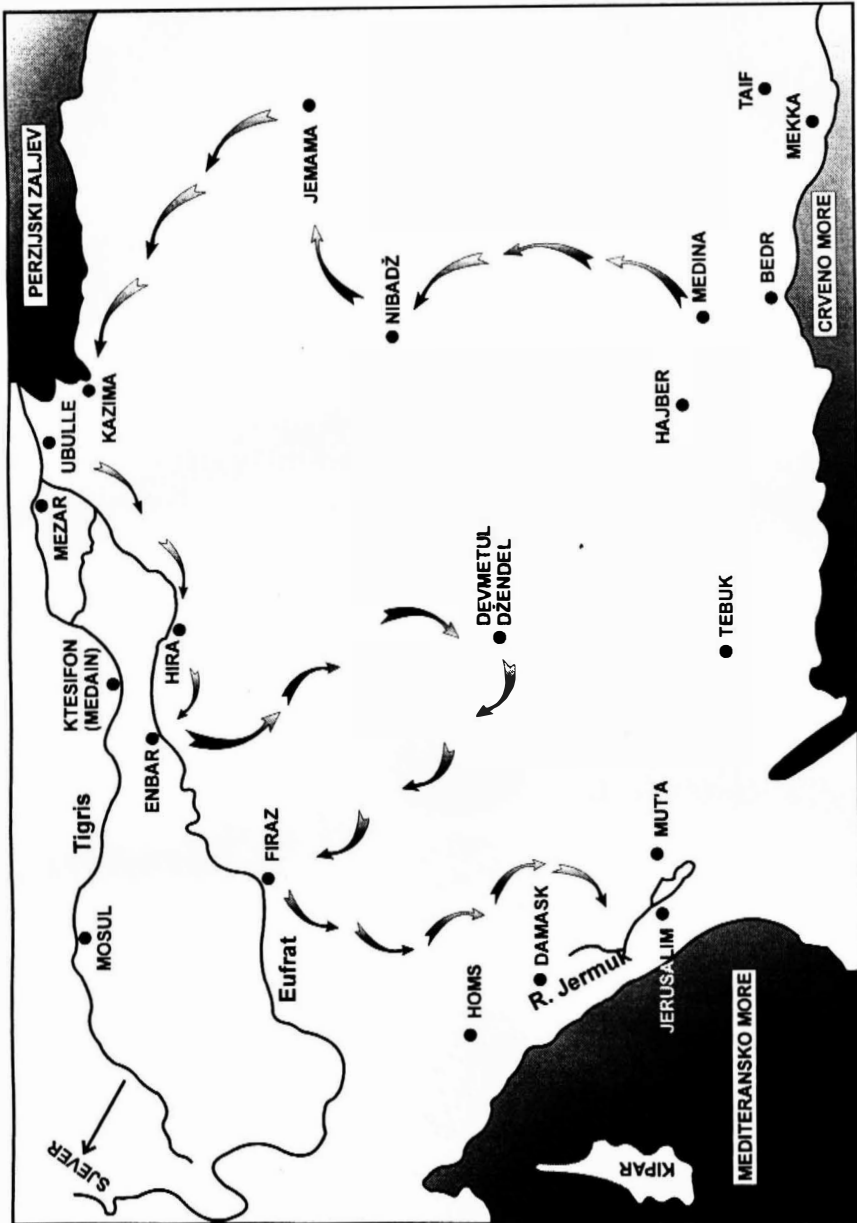 SJEVER
Tigris
MOSUL
KTESIFON
(MEDAIN)
MEZAR
UBULLE
KAZIMA
PERZIJSKI ZALJEV
Eufrat
FIRAZ
ENBAR
HIRA
JEMAMA
NIBADŽ
HOMS
DAMASK
R. Jermuk
DEVMETUL
DŽENDEL
KIPAR
MEDITERANSKO MORE
JERUSALIM
MUT'A
TEBUK
HAJBER
MEDINA
BEDR
CRVENO MORE
MEKKA
TAIF